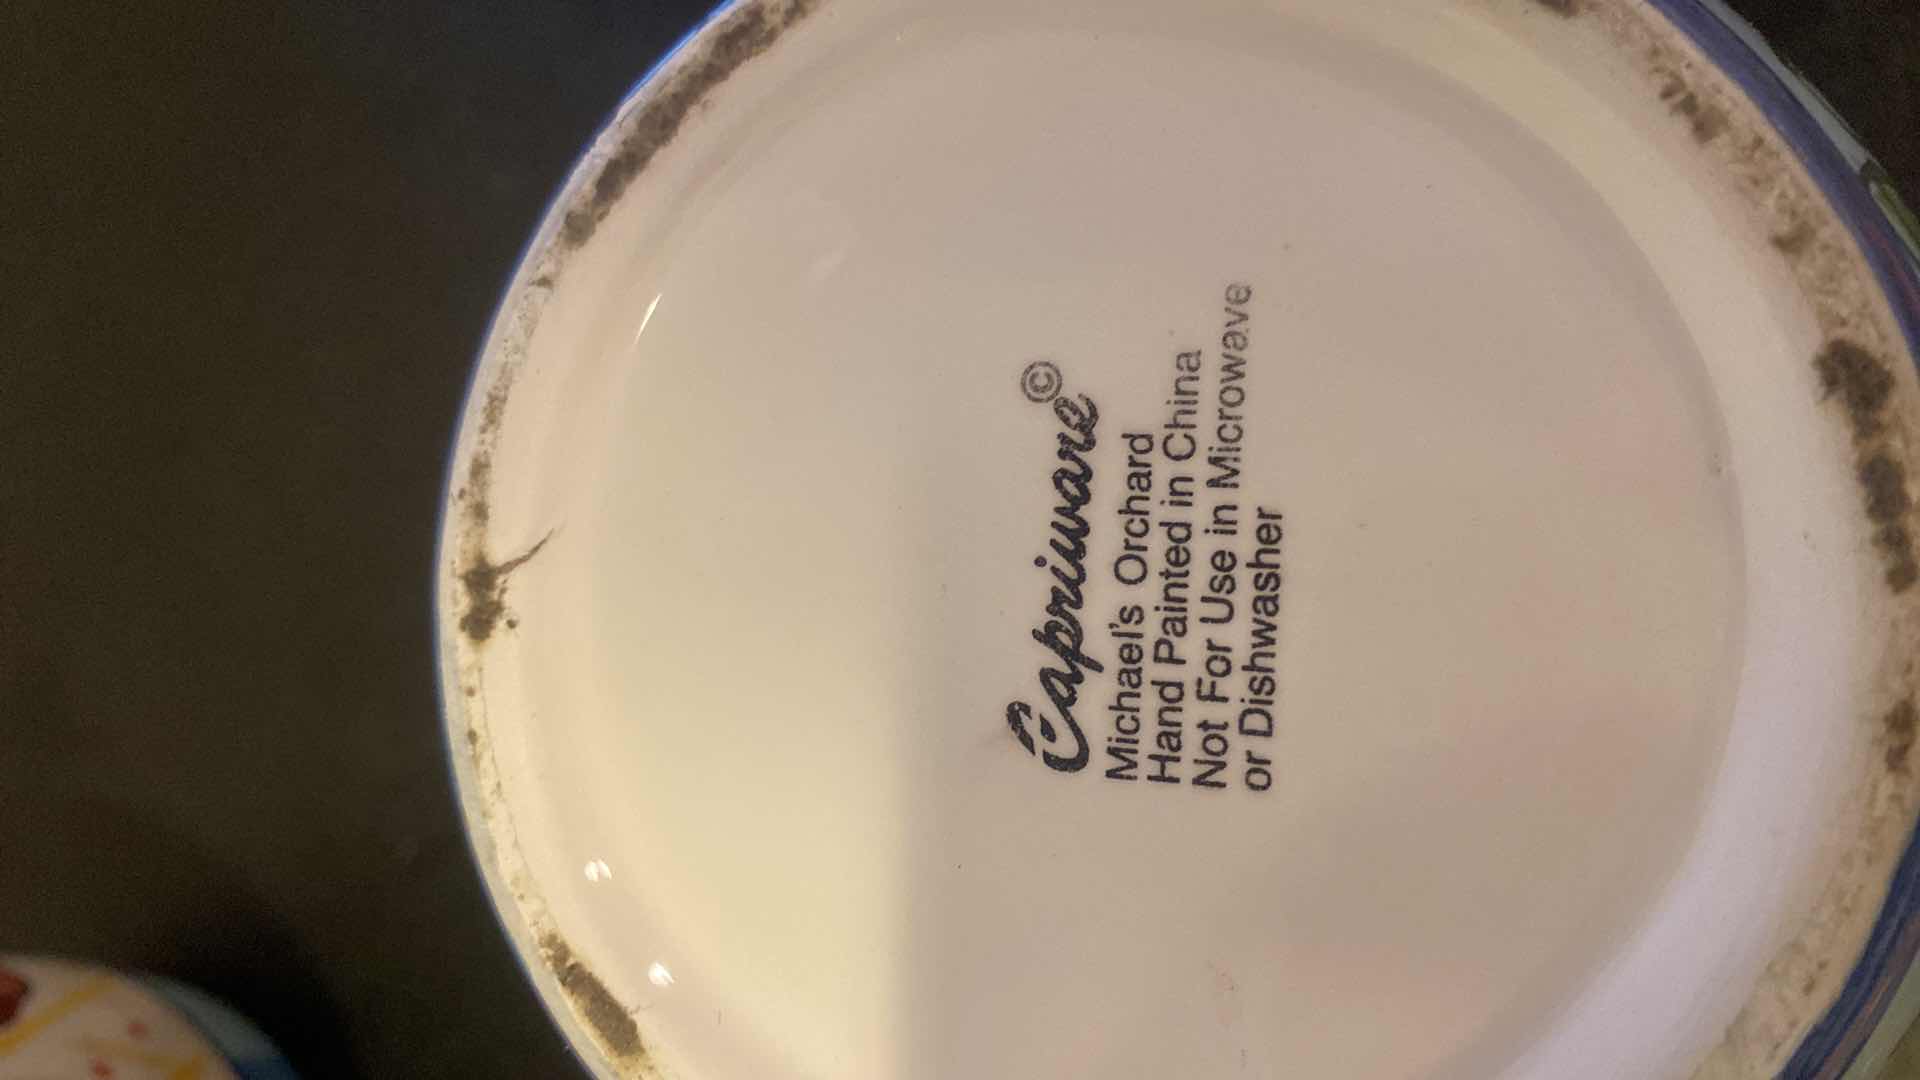 Capriware©
Michael's Orchard
Hand Painted in China
Not For Use in Microwave
or Dishwasher